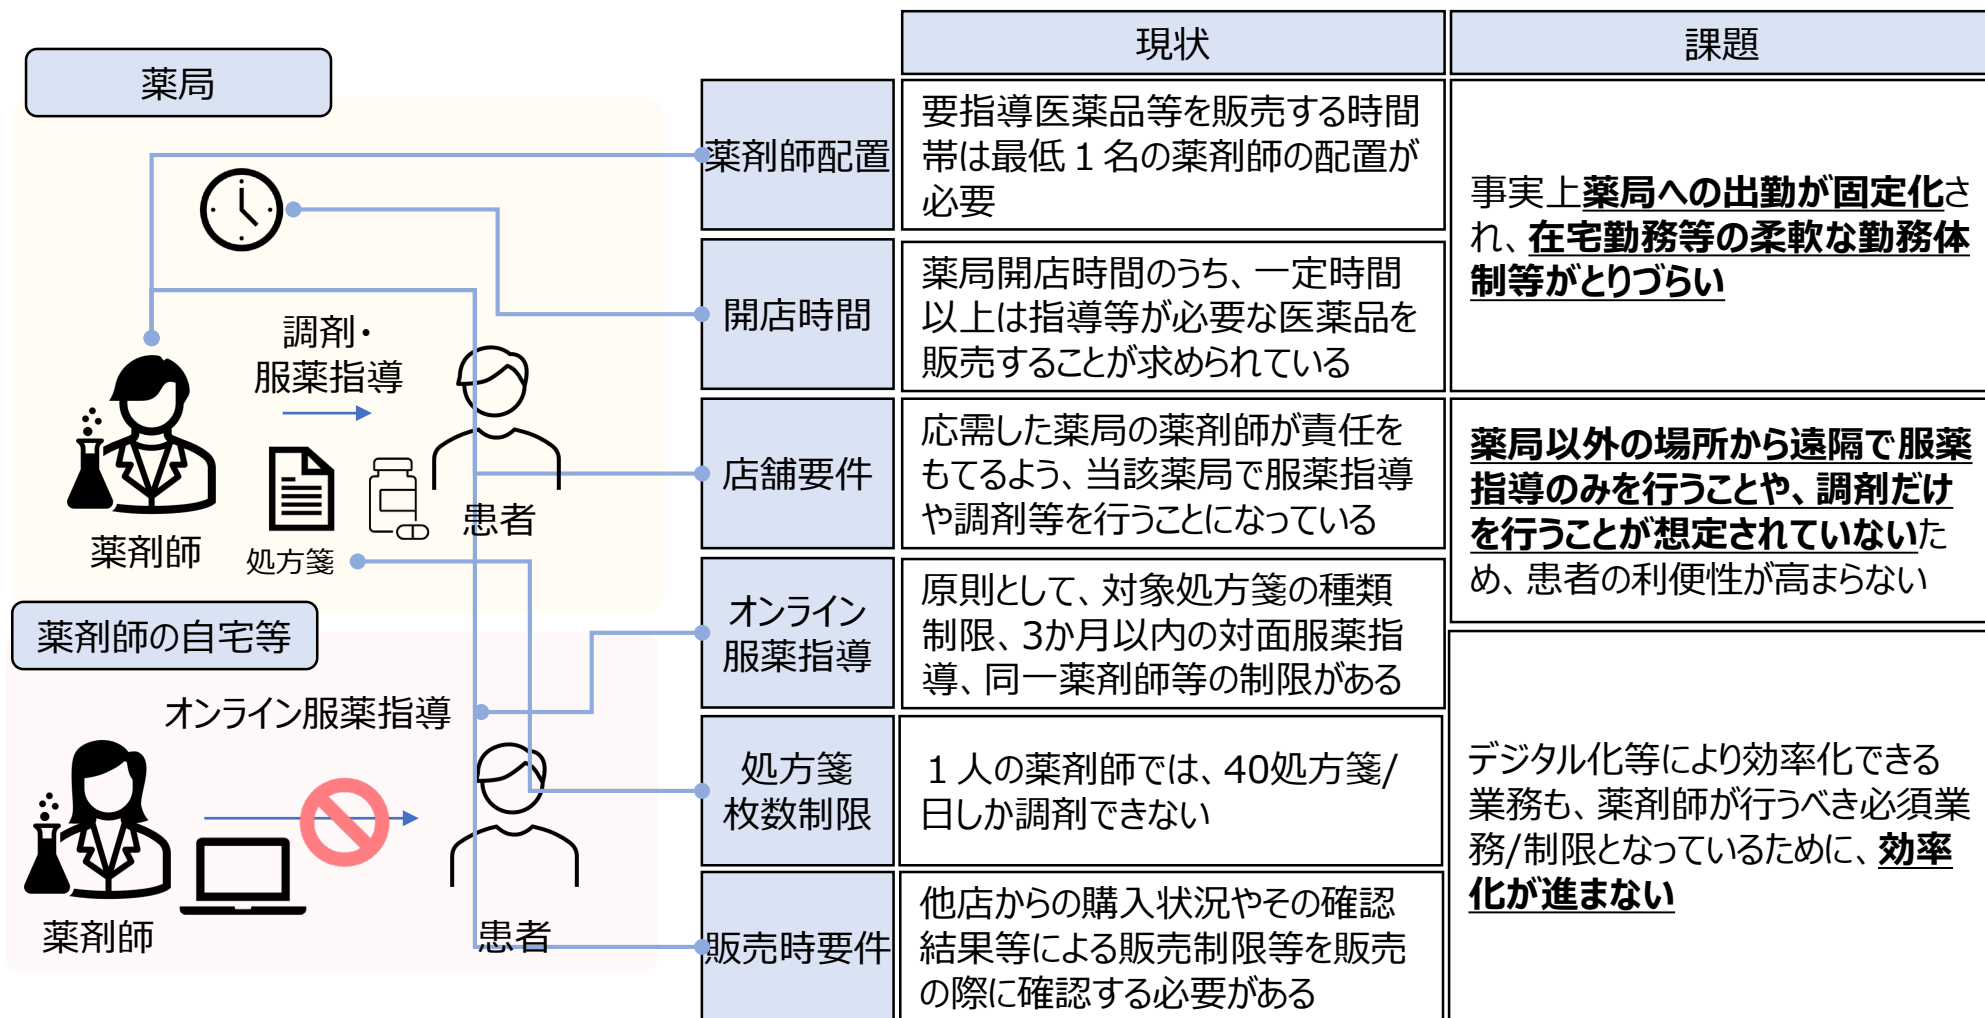 薬局
調剤・
服薬指導
薬剤師
処方箋
患者
薬剤師の自宅等
オンライン服薬指導
薬剤師
患者
現状
課題
薬剤師配置
要指導医薬品等を販売する時間
帯は最低１名の薬剤師の配置が
必要
開店時間
薬局開店時間のうち、一定時間
以上は指導等が必要な医薬品を
販売することが求められている
事実上薬局への出勤が固定化さ
れ、在宅勤務等の柔軟な勤務体
制等がとりづらい
店舗要件
応需した薬局の薬剤師が責任を
もてるよう、当該薬局で服薬指導
や調剤等を行うことになっている
薬局以外の場所から遠隔で服薬
指導のみを行うことや、調剤だけ
を行うことが想定されていないた
め、患者の利便性が高まらない
オンライン
服薬指導
原則として、対象処方箋の種類
制限、3か月以内の対面服薬指
導、同一薬剤師等の制限がある
処方箋
枚数制限
１人の薬剤師では、40処方箋/
日しか調剤できない
販売時要件
他店からの購入状況やその確認
結果等による販売制限等を販売
の際に確認する必要がある
デジタル化等により効率化できる
業務も、薬剤師が行うべき必須業
務/制限となっているために、効率
化が進まない